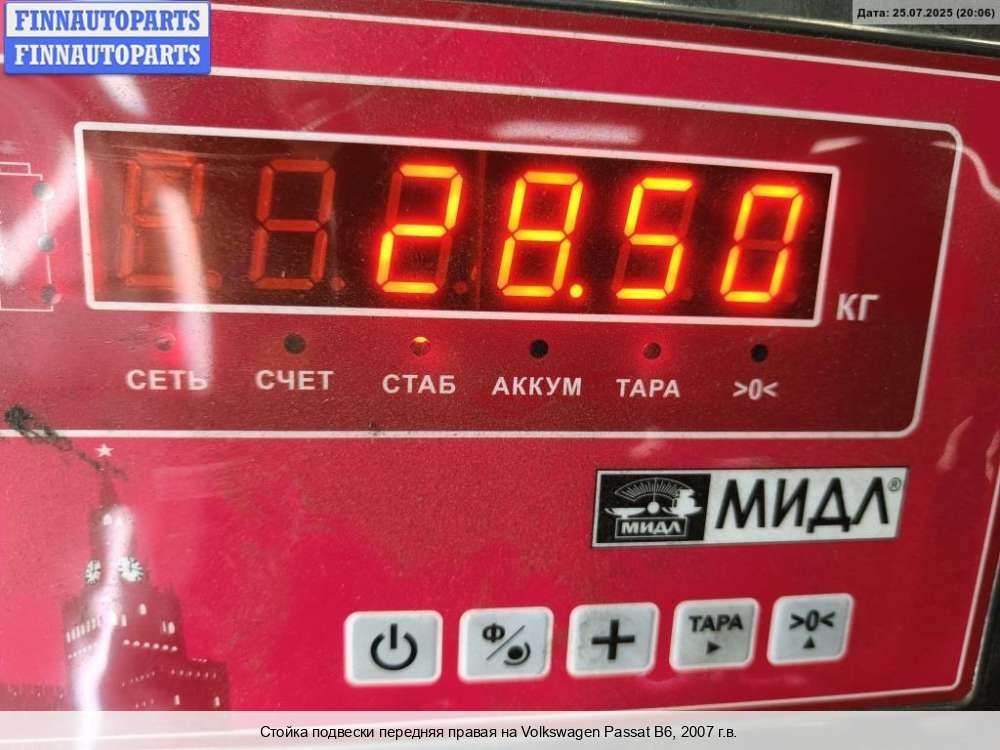 FINNAUTOPARTS
FINNAUTOPARTS
Дата: 25.07.2025 (20:06)
28.50
КГ
СЕТЬ СЧЕТ СТАБ АККУМ ТАРА >0<
МИДЛ МИДЛ®
Ф ТАРА >0<
Стойка подвески передняя правая на Volkswagen Passat B6, 2007 г.в.